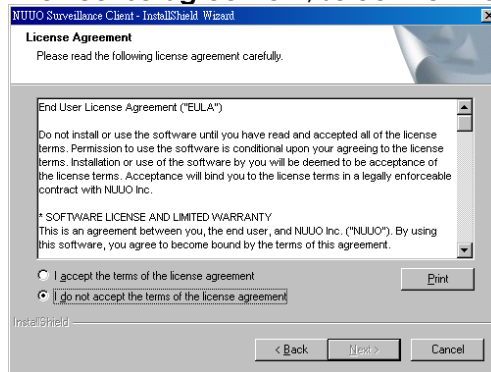 NUUO Surveillance Client - InstallShield Wizard
License Agreement
Please read the following license agreement carefully.
End User License Agreement ("EULA")
Do not install or use the software until you have read and accepted all of the license
terms. Permission to use the software is conditional upon your agreeing to the license
terms. Installation or use of the software by you will be deemed to be acceptance of
the license terms. Acceptance will bind you to the license terms in a legally enforceable
contract with NUUO Inc.
* SOFTWARE LICENSE AND LIMITED WARRANTY
This is an agreement between you, the end user, and NUUO Inc. ("NUUO"). By using
this software, you agree to become bound by the terms of this agreement.
I accept the terms of the license agreement
Print
I do not accept the terms of the license agreement
InstallShield
< Back Next > Cancel